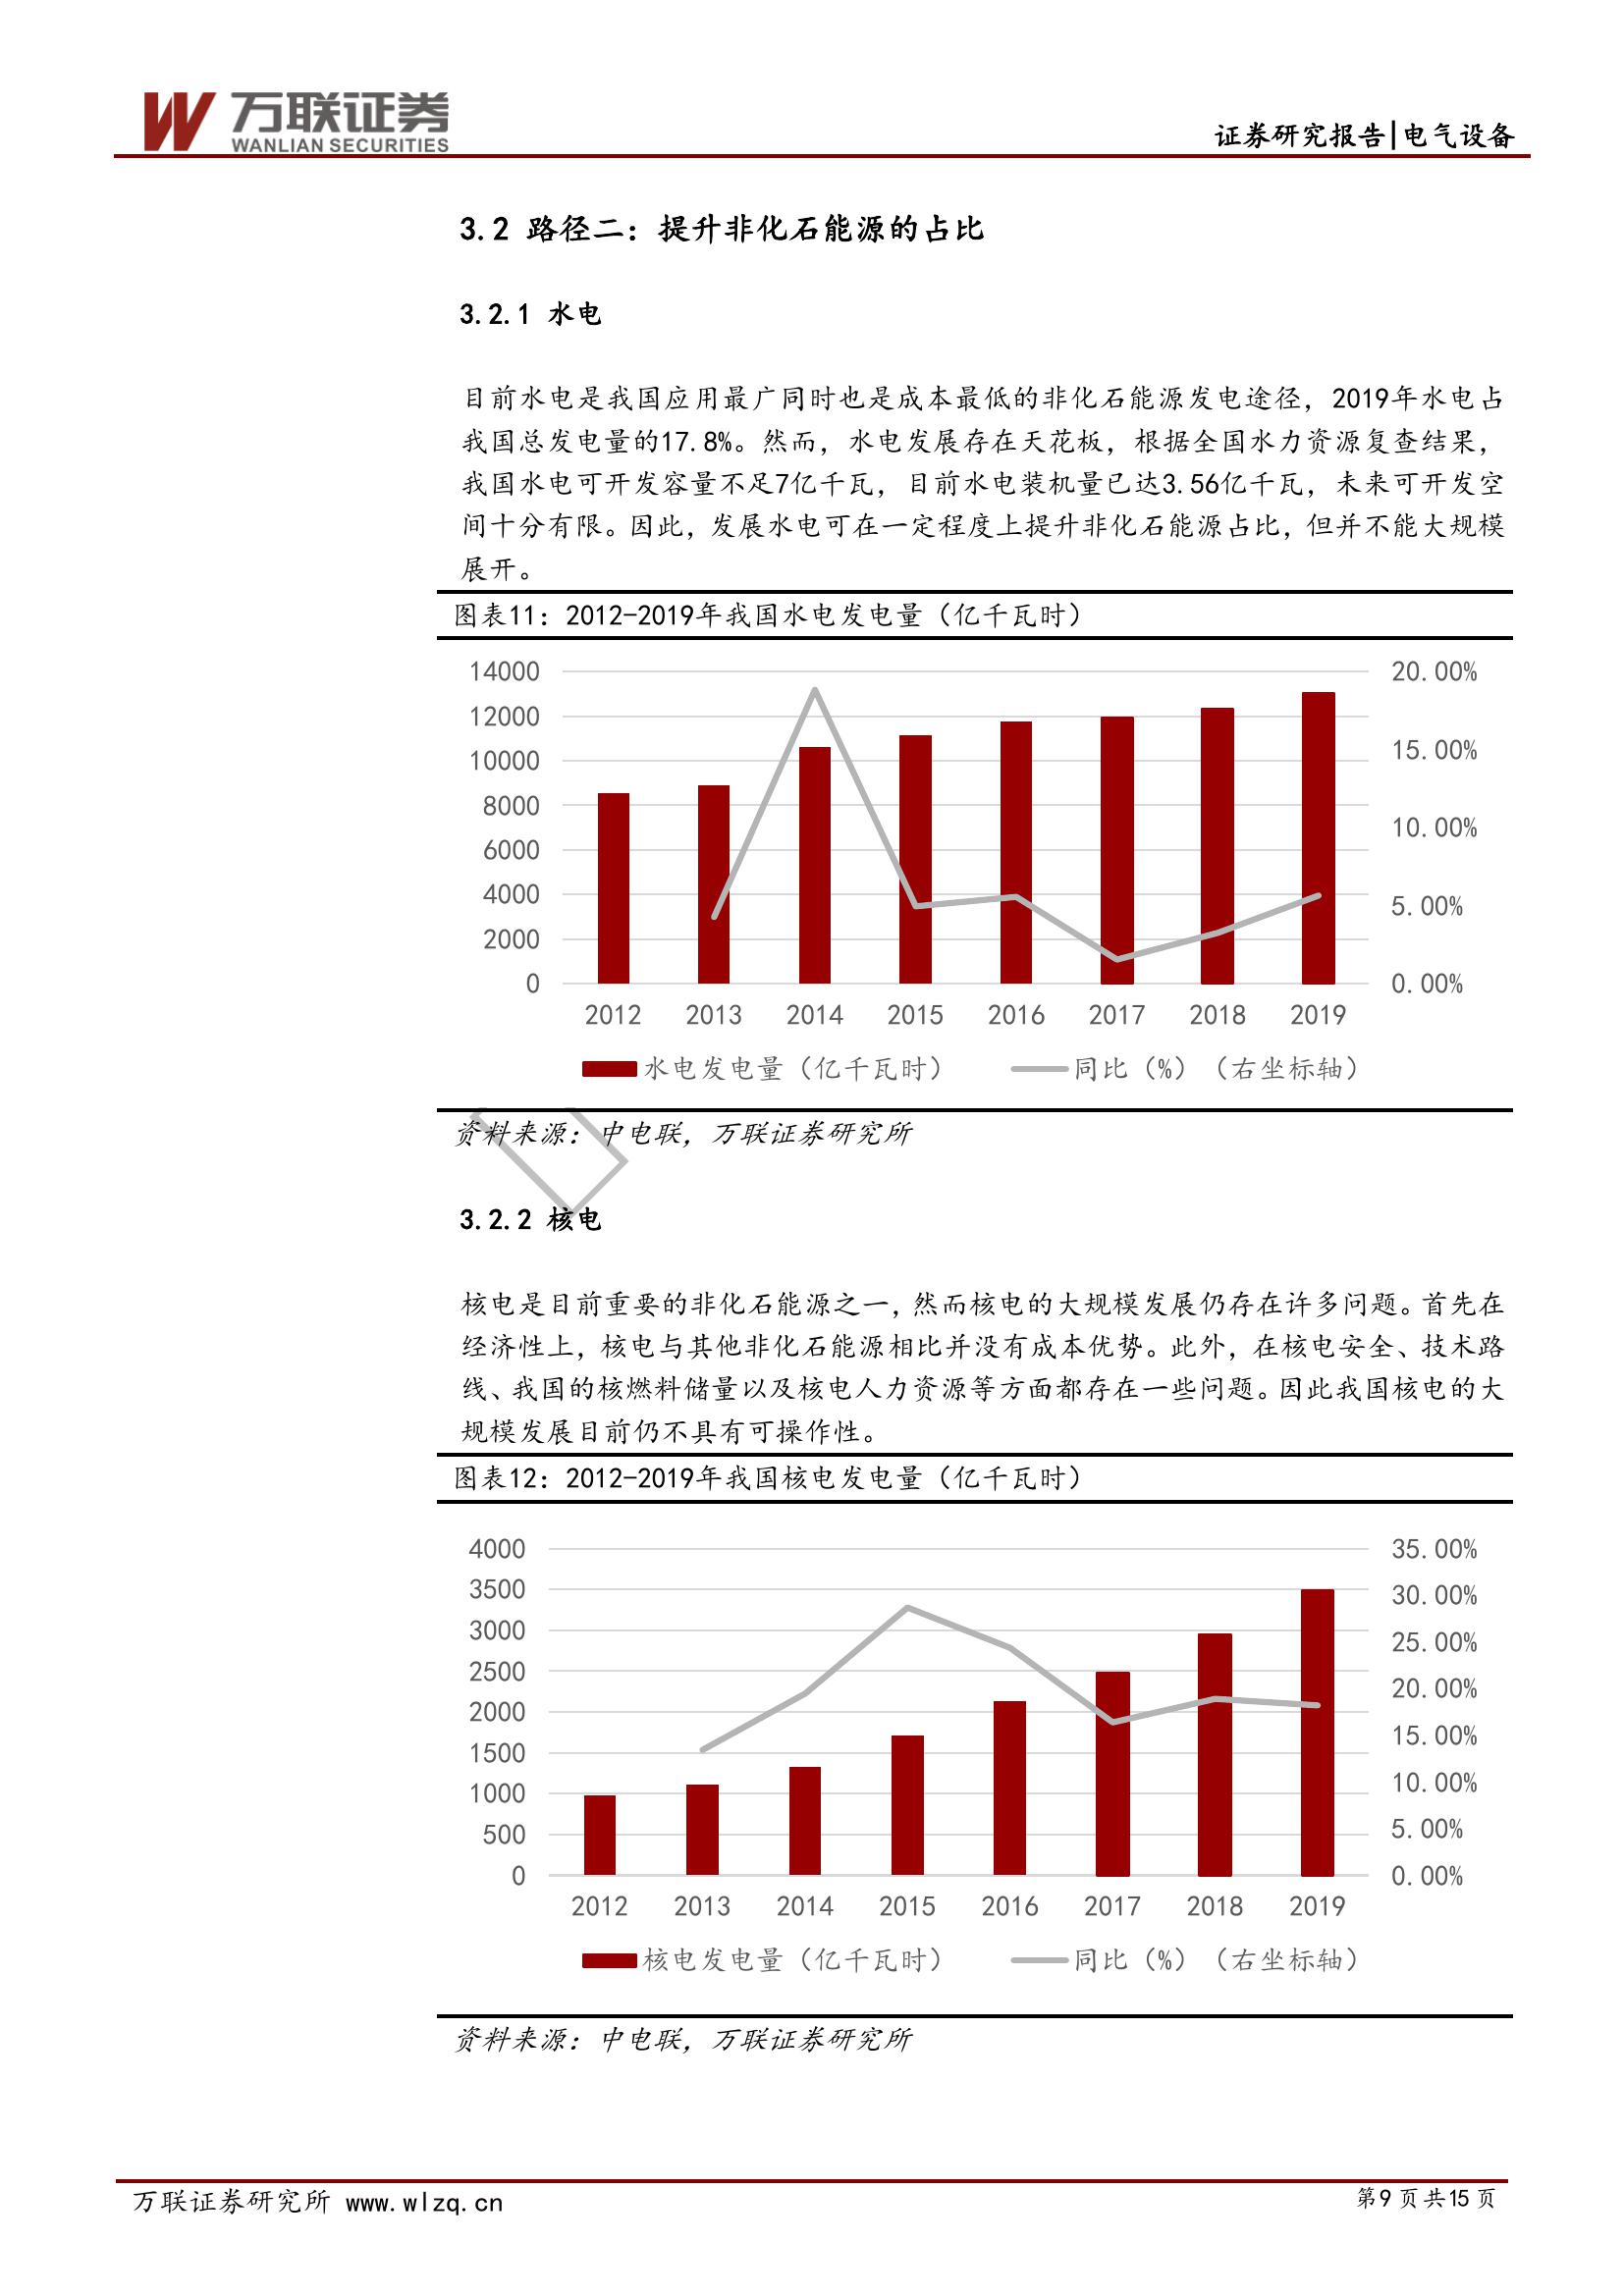 万联证券
WANLIAN SECURITIES
证券研究报告|电气设备
3.2 路径二：提升非化石能源的占比
3.2.1 水电
目前水电是我国应用最广同时也是成本最低的非化石能源发电途径，2019年水电占
我国总发电量的17.8%。然而，水电发展存在天花板，根据全国水力资源复查结果，
我国水电可开发容量不足7亿千瓦，目前水电装机量已达3.56亿千瓦，未来可开发空
间十分有限。因此，发展水电可在一定程度上提升非化石能源占比，但并不能大规模
展开。
图表11：2012-2019年我国水电发电量（亿千瓦时）
14000
12000
10000
8000
6000
4000
2000
0
20.00%
15.00%
10.00%
5.00%
0.00%
2012 2013 2014 2015 2016 2017 2018 2019
水电发电量（亿千瓦时） 同比（%）（右坐标轴）
资料来源：中电联，万联证券研究所
3.2.2 核电
核电是目前重要的非化石能源之一，然而核电的大规模发展仍存在许多问题。首先在
经济性上，核电与其他非化石能源相比并没有成本优势。此外，在核电安全、技术路
线、我国的核燃料储量以及核电人力资源等方面都存在一些问题。因此我国核电的大
规模发展目前仍不具有可操作性。
图表12：2012-2019年我国核电发电量（亿千瓦时）
4000
3500
3000
2500
2000
1500
1000
500
0
35.00%
30.00%
25.00%
20.00%
15.00%
10.00%
5.00%
0.00%
2012 2013 2014 2015 2016 2017 2018 2019
核电发电量（亿千瓦时） 同比（%）（右坐标轴）
资料来源：中电联，万联证券研究所
万联证券研究所 www.wlzq.cn
第9页共15页